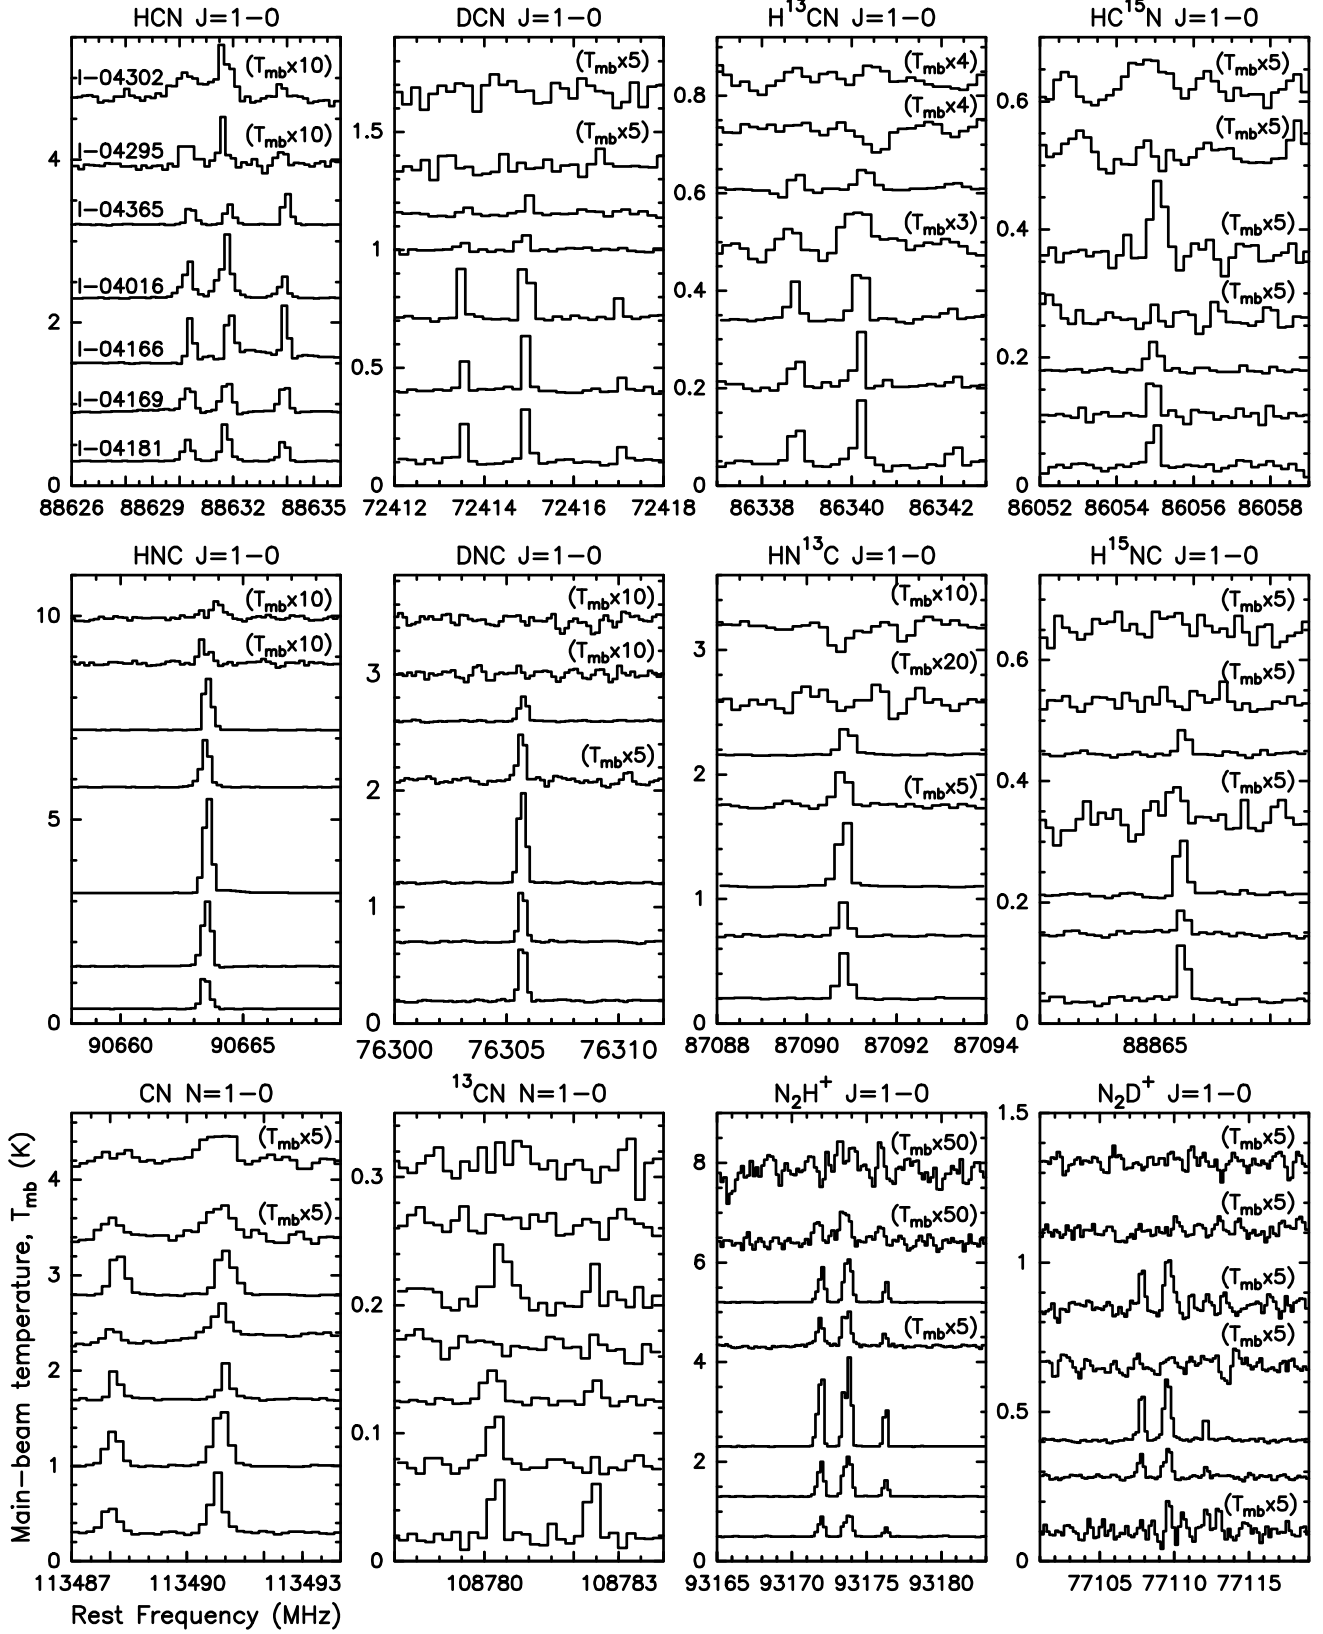 HCN J=1−0
DCN J=1−0
H¹³CN J=1−0
HC¹⁵N J=1−0
I−04302
(Tmbx10)
I−04295
(Tmbx10)
I−04365
I−04016
I−04166
I−04169
I−04181
4
2
0
88626 88629 88632 88635
(Tmbx5)
(Tmbx5)
1.5
1
0.5
0
72412 72414 72416 72418
(Tmbx4)
(Tmbx4)
(Tmbx3)
0.8
0.6
0.4
0.2
0
86338 86340 86342
(Tmbx5)
(Tmbx5)
(Tmbx5)
(Tmbx5)
0.6
0.4
0.2
0
86052 86054 86056 86058
HNC J=1−0
DNC J=1−0
HN¹³C J=1−0
H¹⁵NC J=1−0
(Tmbx10)
(Tmbx10)
10
5
0
90660 90665
(Tmbx10)
(Tmbx10)
(Tmbx5)
3
2
1
0
76300 76305 76310
(Tmbx10)
(Tmbx20)
(Tmbx5)
3
2
1
0
87088 87090 87092 87094
(Tmbx5)
(Tmbx5)
(Tmbx5)
0.6
0.4
0.2
0
88865
CN N=1−0
¹³CN N=1−0
N₂H⁺ J=1−0
N₂D⁺ J=1−0
(Tmbx5)
(Tmbx5)
4
3
2
1
0
113487 113490 113493
0.3
0.2
0.1
0
108780 108783
(Tmbx50)
(Tmbx50)
(Tmbx5)
8
6
4
2
0
93165 93170 93175 93180
(Tmbx5)
(Tmbx5)
(Tmbx5)
(Tmbx5)
(Tmbx5)
1.5
1
0.5
0
77105 77110 77115
Main−beam temperature, Tmb (K)
Rest Frequency (MHz)